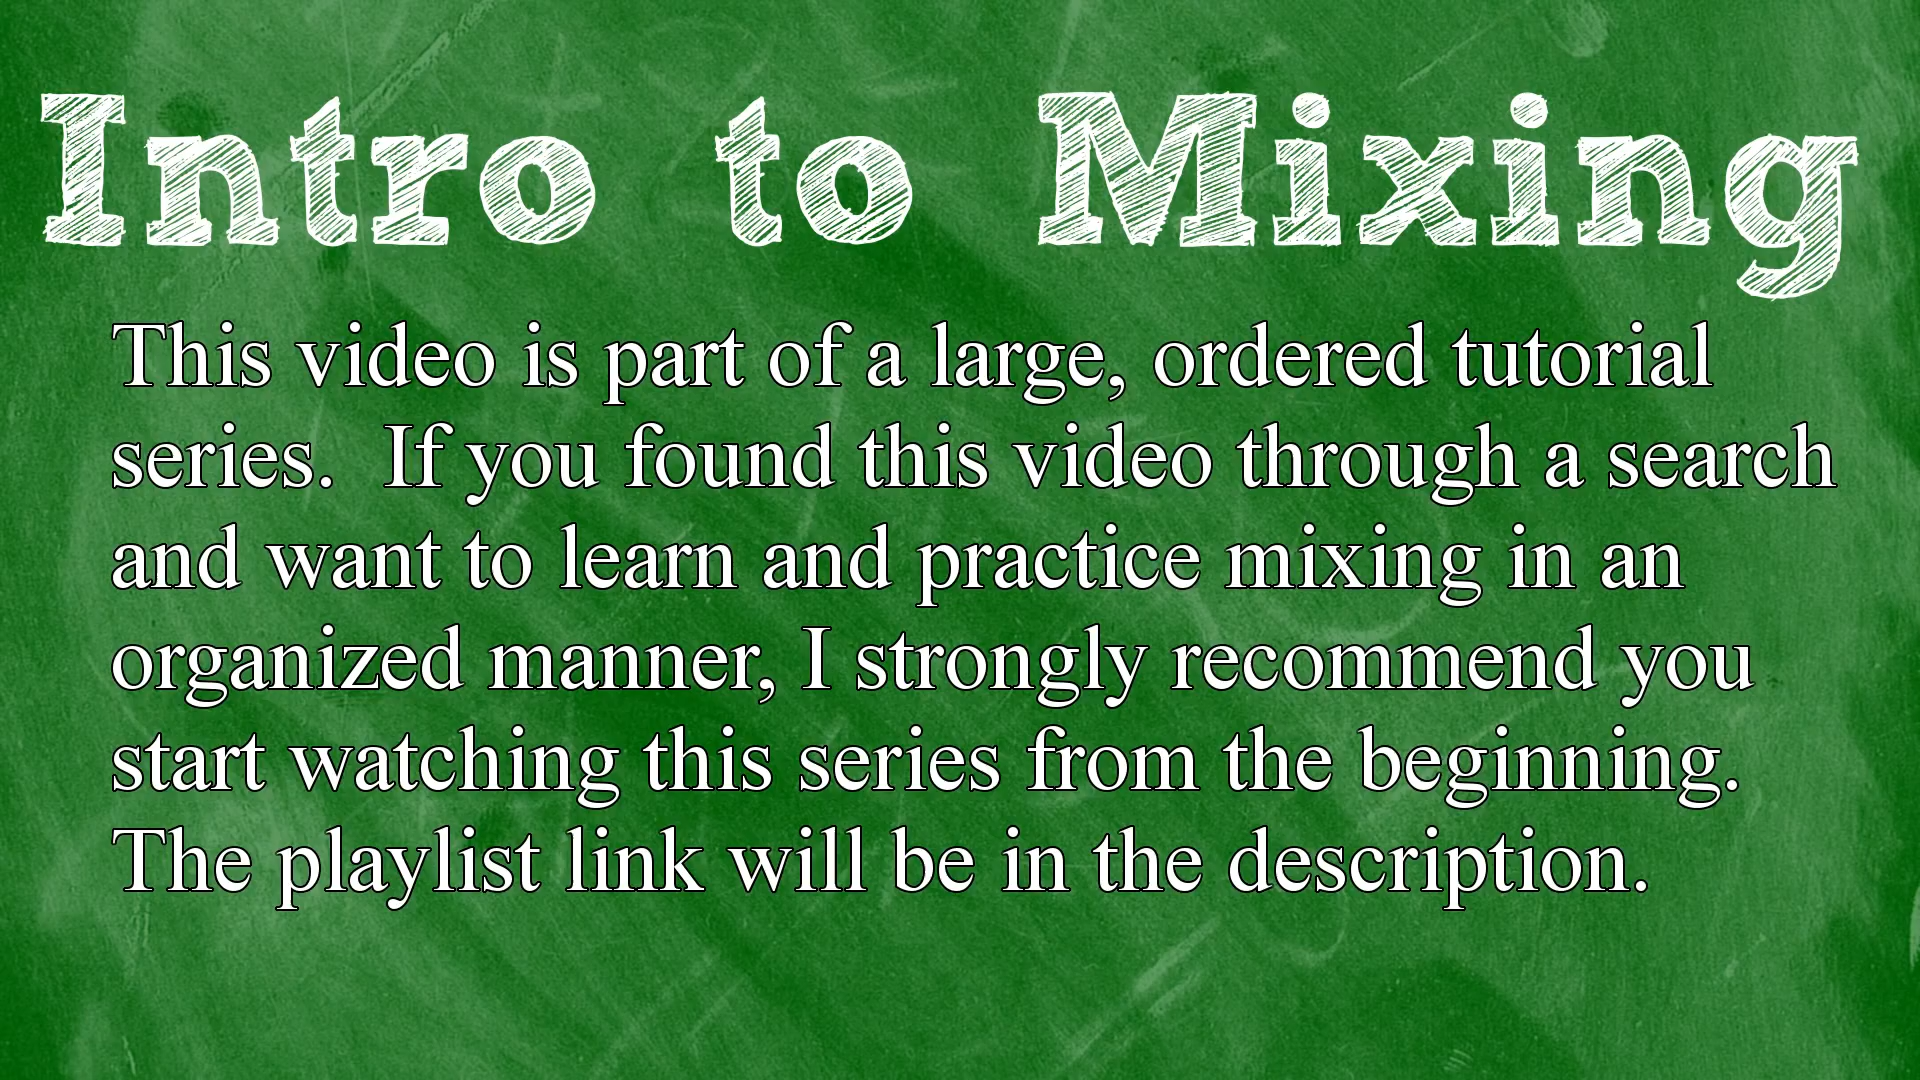 Intro to Mixing
This video is part of a large, ordered tutorial
series.  If you found this video through a search
and want to learn and practice mixing in an
organized manner, I strongly recommend you
start watching this series from the beginning.
The playlist link will be in the description.